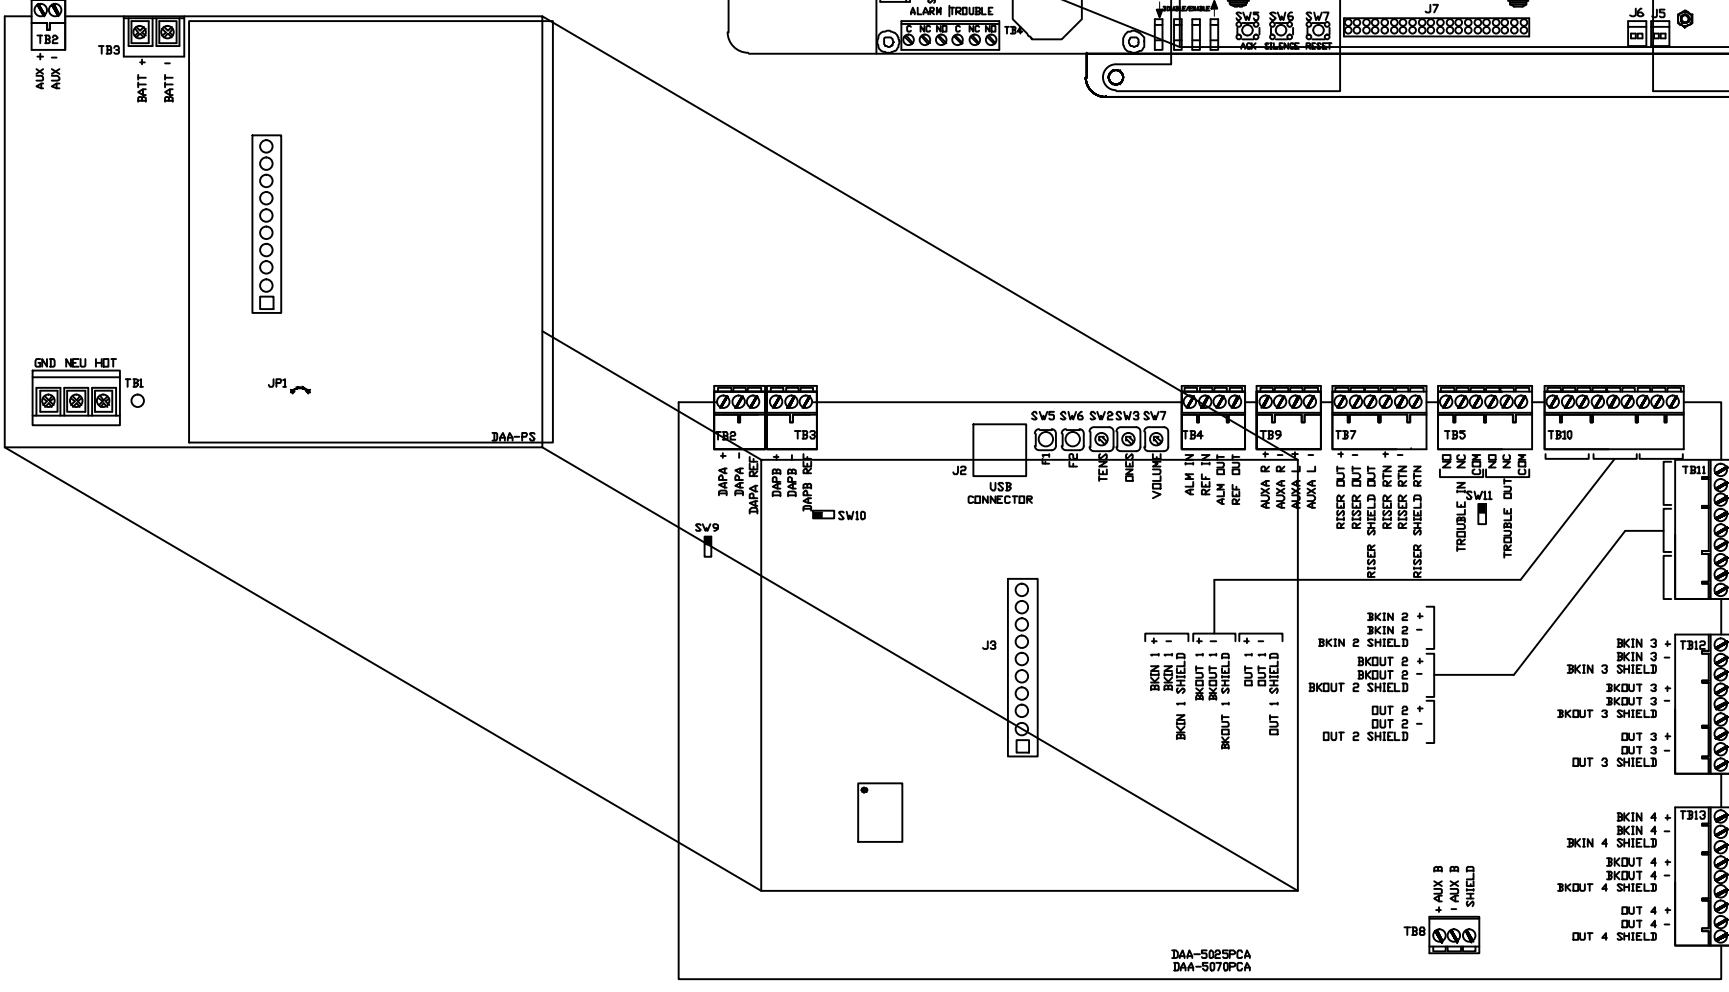 ALARM | TROUBLE
C NC NO C NC NO
TB4
DISABLE/ENABLE
SW5 SW6 SW7
ACK SILENCE RESET
J7
J6 J5
TB2
AUX +
AUX -
TB3
BATT +
BATT -
GND NEU HOT
TB1
JP1
DAA-PS
TB2
DAPA +
DAPA -
DAPA REF
TB3
DAPB +
DAPB -
DAPB REF
SW9
SW10
J2
USB
CONNECTOR
SW5 SW6 SW2 SW3 SW7
F1
F2
TENS
ONES
VOLUME
TB4
ALM IN
REF IN
ALM OUT
REF OUT
TB9
AUXA R +
AUXA R -
AUXA L +
AUXA L -
TB7
RISER OUT +
RISER OUT -
RISER SHIELD OUT
RISER RTN +
RISER RTN -
RISER SHIELD RTN
TB5
NO
NC
COM
TROUBLE IN
NO
NC
COM
TROUBLE OUT
SW11
TB10
TB11
J3
BKIN 1 +
BKIN 1 -
BKIN 1 SHIELD
BKOUT 1 +
BKOUT 1 -
BKOUT 1 SHIELD
OUT 1 +
OUT 1 -
OUT 1 SHIELD
BKIN 2 +
BKIN 2 -
BKIN 2 SHIELD
BKOUT 2 +
BKOUT 2 -
BKOUT 2 SHIELD
OUT 2 +
OUT 2 -
OUT 2 SHIELD
TB12
BKIN 3 +
BKIN 3 -
BKIN 3 SHIELD
BKOUT 3 +
BKOUT 3 -
BKOUT 3 SHIELD
OUT 3 +
OUT 3 -
OUT 3 SHIELD
TB13
BKIN 4 +
BKIN 4 -
BKIN 4 SHIELD
BKOUT 4 +
BKOUT 4 -
BKOUT 4 SHIELD
OUT 4 +
OUT 4 -
OUT 4 SHIELD
TB8
+ AUX B
- AUX B
SHIELD
DAA-5025PCA
DAA-5070PCA